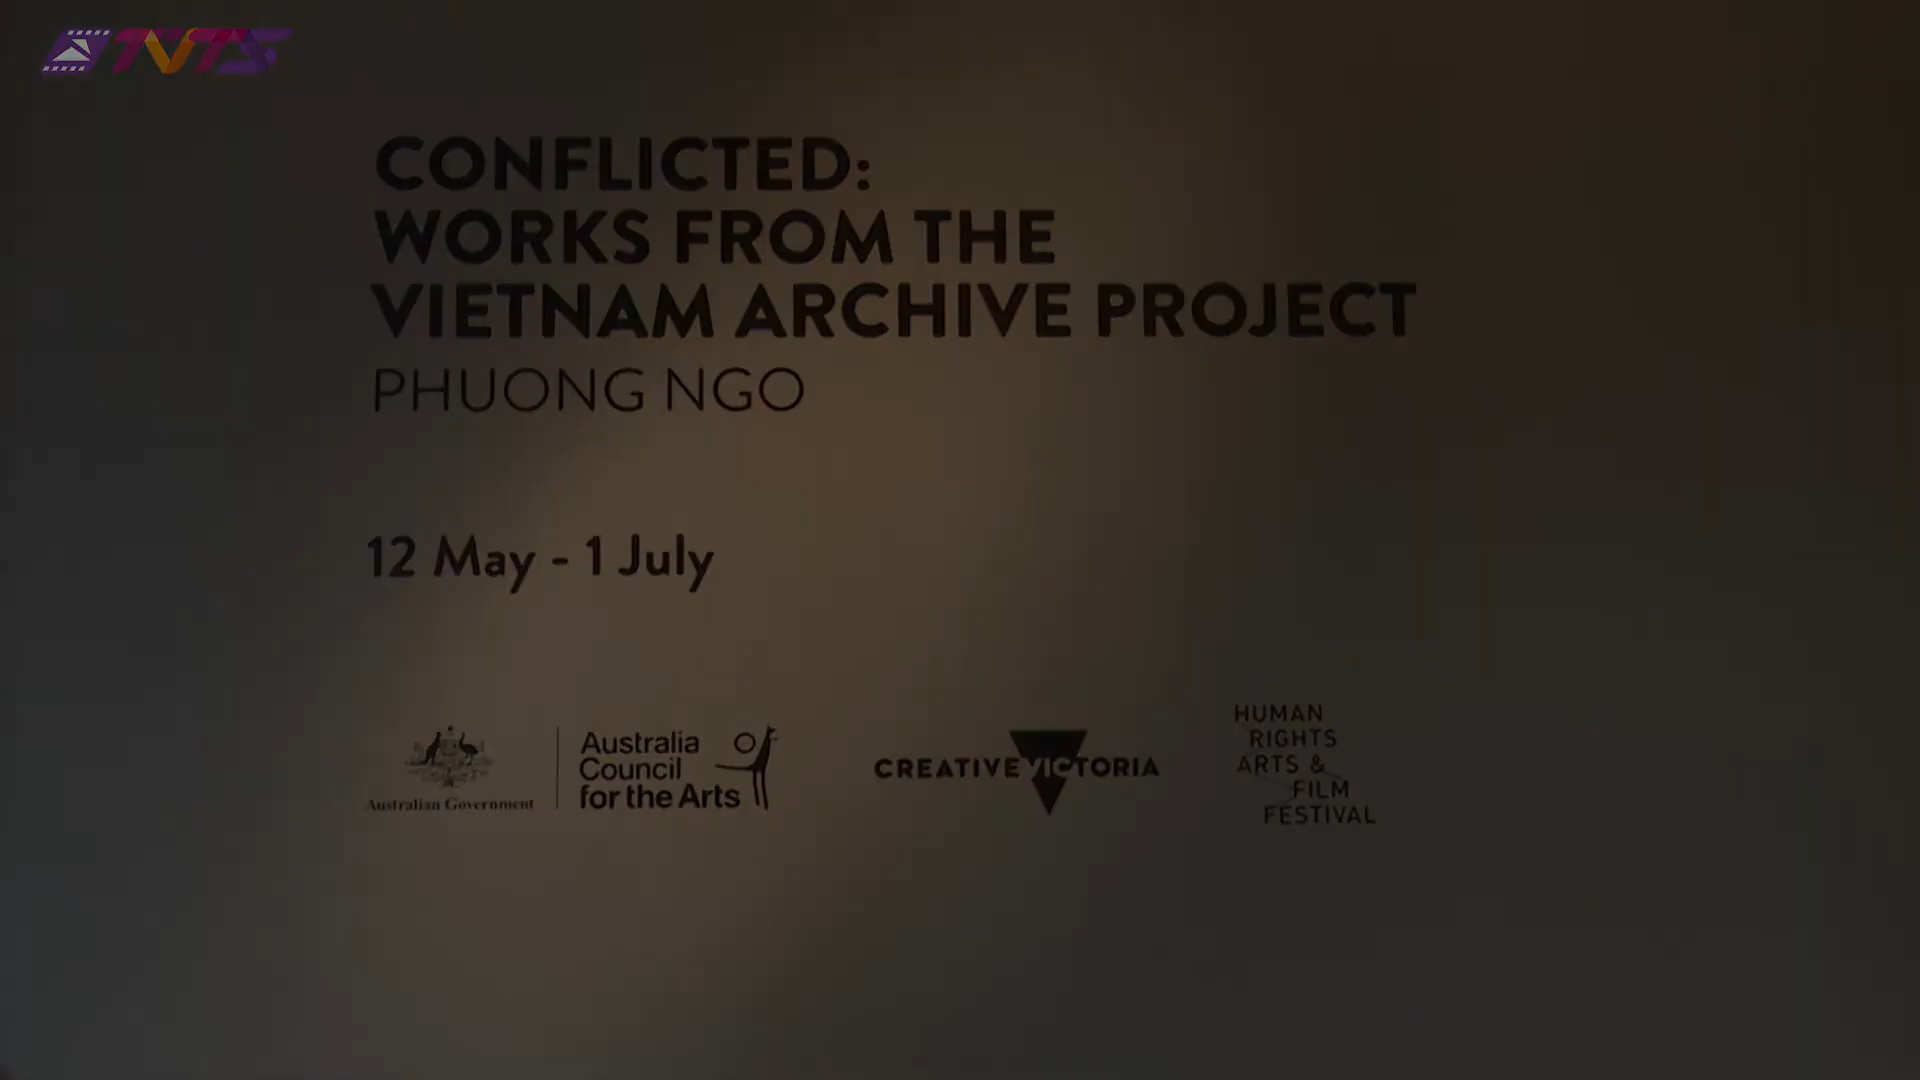 TVTS
CONFLICTED:
WORKS FROM THE
VIETNAM ARCHIVE PROJECT
PHUONG NGO
12 May - 1 July
Australian Government
Australia
Council
for the Arts
CREATIVE VICTORIA
HUMAN
RIGHTS
ARTS &
FILM
FESTIVAL